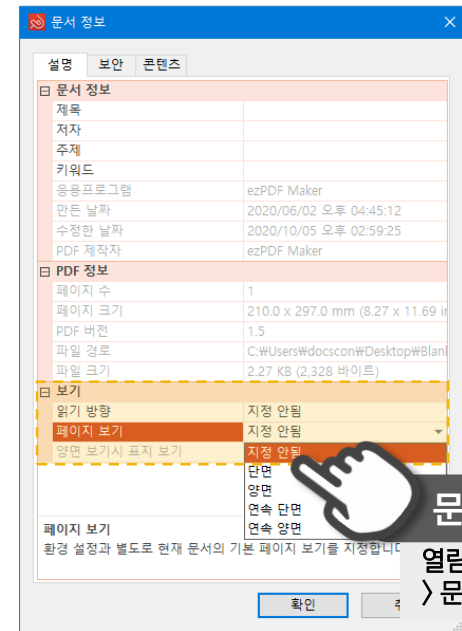 문서 정보
설명 보안 콘텐츠
문서 정보
제목
저자
주제
키워드
응용프로그램 ezPDF Maker
만든 날짜 2020/06/02 오후 04:45:12
수정한 날짜 2020/10/05 오후 02:59:25
PDF 제작자 ezPDF Maker
PDF 정보
페이지 수 1
페이지 크기 210.0 x 297.0 mm (8.27 x 11.69 in
PDF 버전 1.5
파일 경로 C:₩Users₩docscon₩Desktop₩Blan
파일 크기 2.27 KB (2,328 바이트)
보기
읽기 방향 지정 안됨
페이지 보기 지정 안됨
양면 보기시 표지 보기 지정 안됨
단면
양면
연속 단면
연속 양면
페이지 보기
환경 설정과 별도로 현재 문서의 기본 페이지 보기를 지정합니다
문
열람
> 문
확인